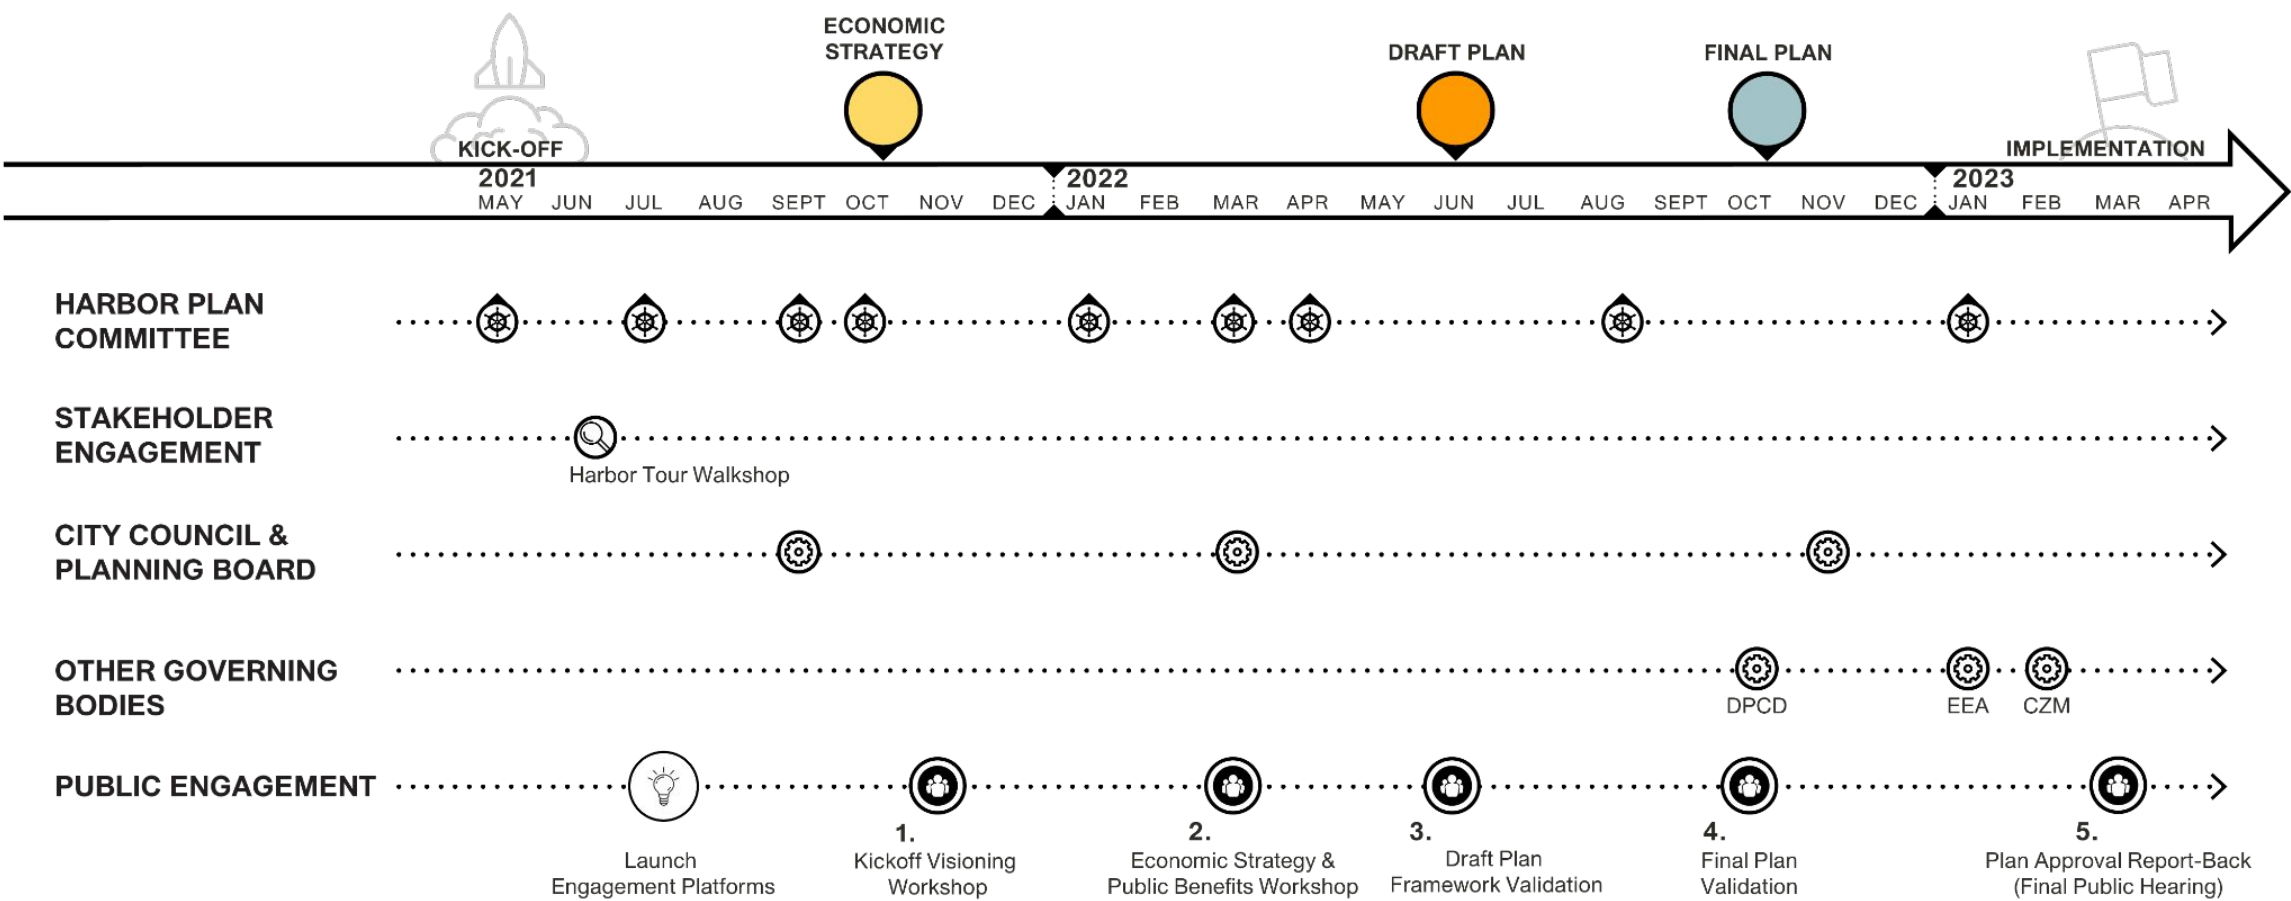 ECONOMIC
STRATEGY
DRAFT PLAN
FINAL PLAN
KICK-OFF
IMPLEMENTATION
2021
2022
2023
MAY JUN JUL AUG SEPT OCT NOV DEC JAN FEB MAR APR MAY JUN JUL AUG SEPT OCT NOV DEC JAN FEB MAR APR
HARBOR PLAN
COMMITTEE
STAKEHOLDER
ENGAGEMENT
Harbor Tour Walkshop
CITY COUNCIL &
PLANNING BOARD
OTHER GOVERNING
BODIES
DPCD
EEA
CZM
PUBLIC ENGAGEMENT
Launch
Engagement Platforms
1.
Kickoff Visioning
Workshop
2.
Economic Strategy &
Public Benefits Workshop
3.
Draft Plan
Framework Validation
4.
Final Plan
Validation
5.
Plan Approval Report-Back
(Final Public Hearing)